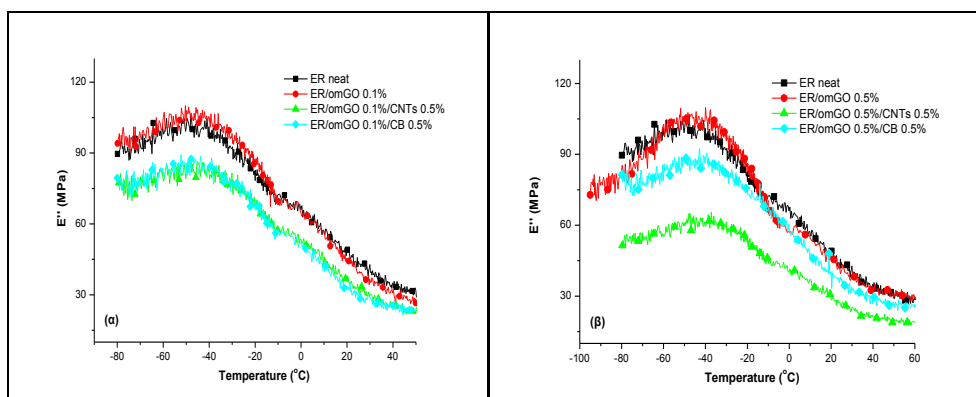 ER neat
ER/omGO 0.1%
ER/omGO 0.1%/CNTs 0.5%
ER/omGO 0.1%/CB 0.5%
120
90
60
30
E'' (MPa)
(α)
-80 -60 -40 -20 0 20 40
Temperature (°C)
ER neat
ER/omGO 0.5%
ER/omGO 0.5%/CNTs 0.5%
ER/omGO 0.5%/CB 0.5%
120
90
60
30
E'' (MPa)
(β)
-100 -80 -60 -40 -20 0 20 40 60
Temperature (°C)